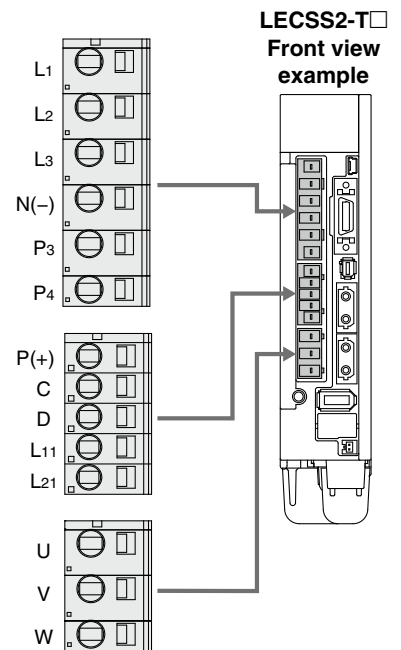 LECSS2-T□
Front view
example
L1
L2
L3
N(−)
P3
P4
P(+)
C
D
L11
L21
U
V
W